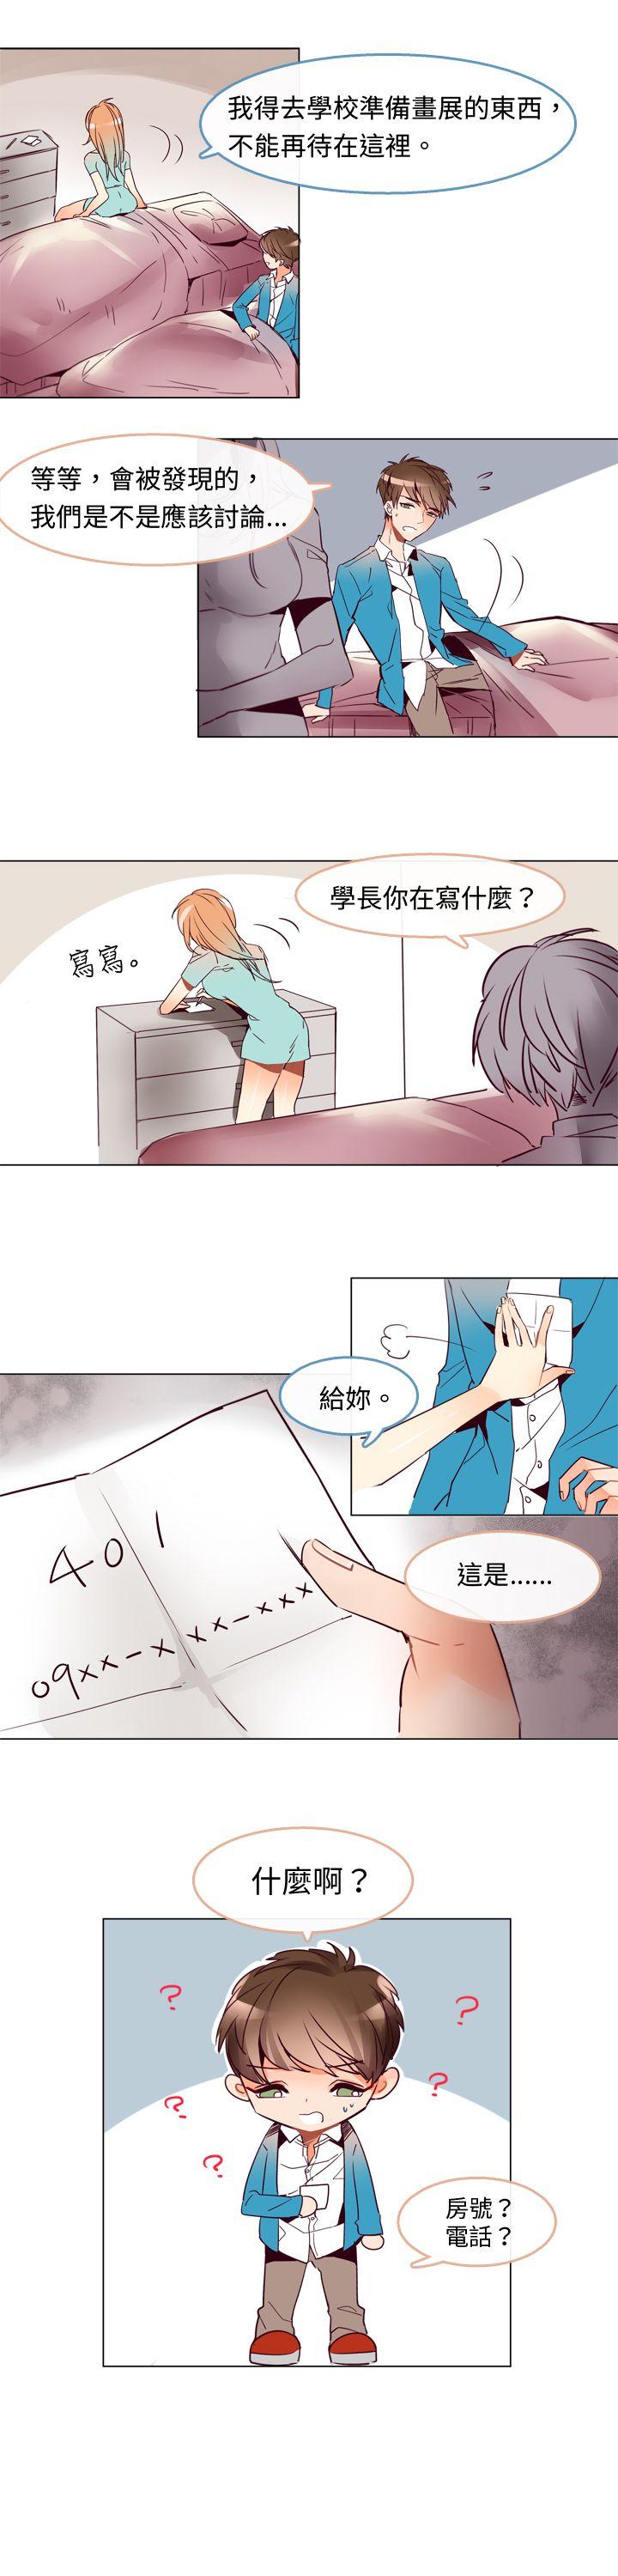 我得去學校準備畫展的東西，
不能再待在這裡。
等等，會被發現的，
我們是不是應該討論...
學長你在寫什麼？
寫寫。
給妳。
401
09xx-xxx-xxx
這是......
什麼啊？
?
?
?
?
?
房號？
電話？